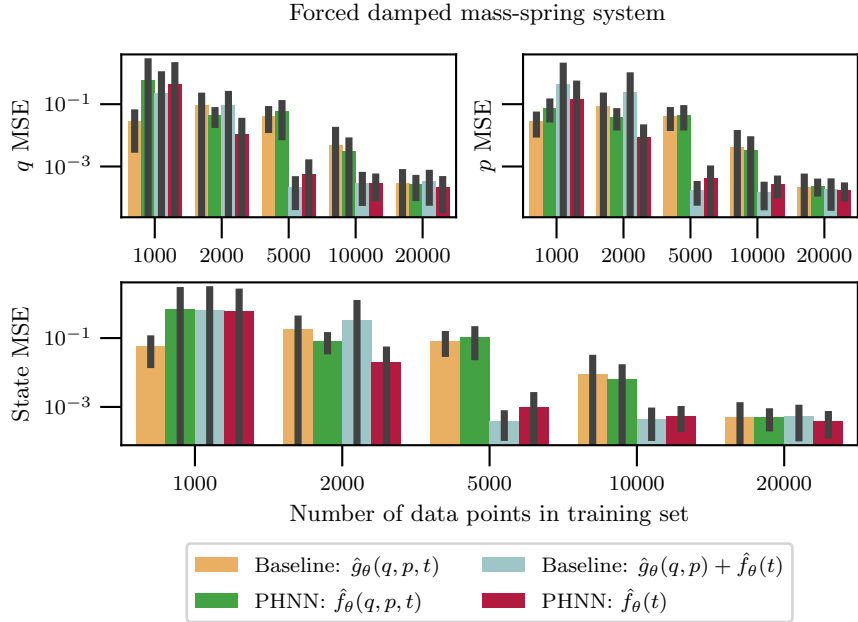 Forced damped mass-spring system
q MSE
10⁻¹
10⁻³
1000 2000 5000 10000 20000
p MSE
10⁻¹
10⁻³
1000 2000 5000 10000 20000
State MSE
10⁻¹
10⁻³
1000 2000 5000 10000 20000
Number of data points in training set
Baseline: ĝ_θ(q, p, t)
PHNN: f̂_θ(q, p, t)
Baseline: ĝ_θ(q, p) + f̂_θ(t)
PHNN: f̂_θ(t)